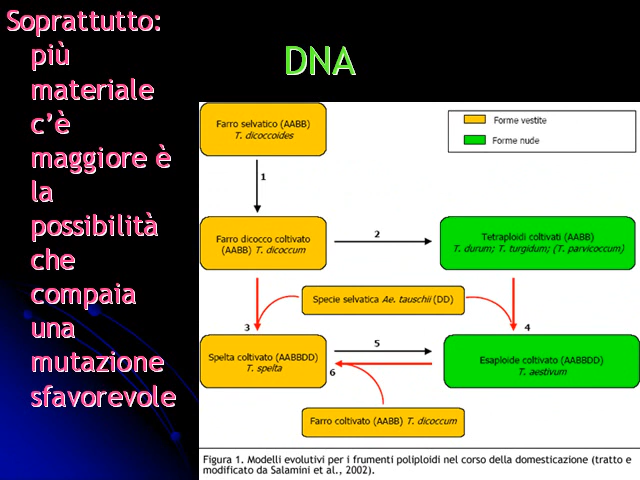 Soprattutto:
più
materiale
c'è
maggiore è
la
possibilità
che
compaia
una
mutazione
sfavorevole
DNA
Farro selvatico (AABB)
T. dicoccoides
Forme vestite
Forme nude
1
Farro dicocco coltivato
(AABB) T. dicoccum
2
Tetraploidi coltivati (AABB)
T. durum; T. turgidum; (T. parvicoccum)
Specie selvatica Ae. tauschii (DD)
3
4
Spelta coltivato (AABBDD)
T. spelta
5
6
Esaploide coltivato (AABBDD)
T. aestivum
Farro coltivato (AABB) T. dicoccum
Figura 1. Modelli evolutivi per i frumenti poliploidi nel corso della domesticazione (tratto e
modificato da Salamini et al., 2002).